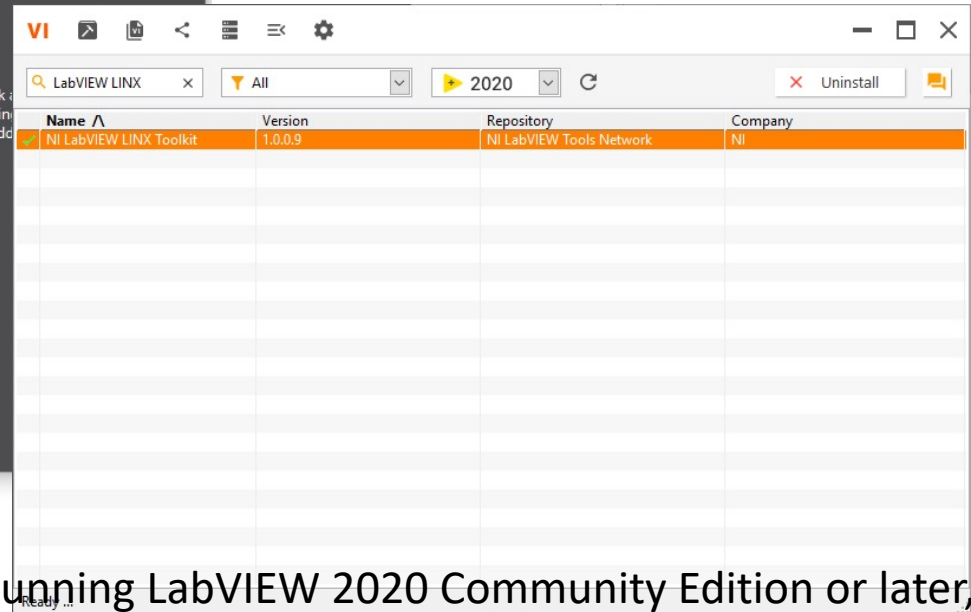 VI
LabVIEW LINX All 2020 Uninstall
Name Version Repository Company
NI LabVIEW LINX Toolkit 1.0.0.9 NI LabVIEW Tools Network NI
unning LabVIEW 2020 Community Edition or later,
Ready ...